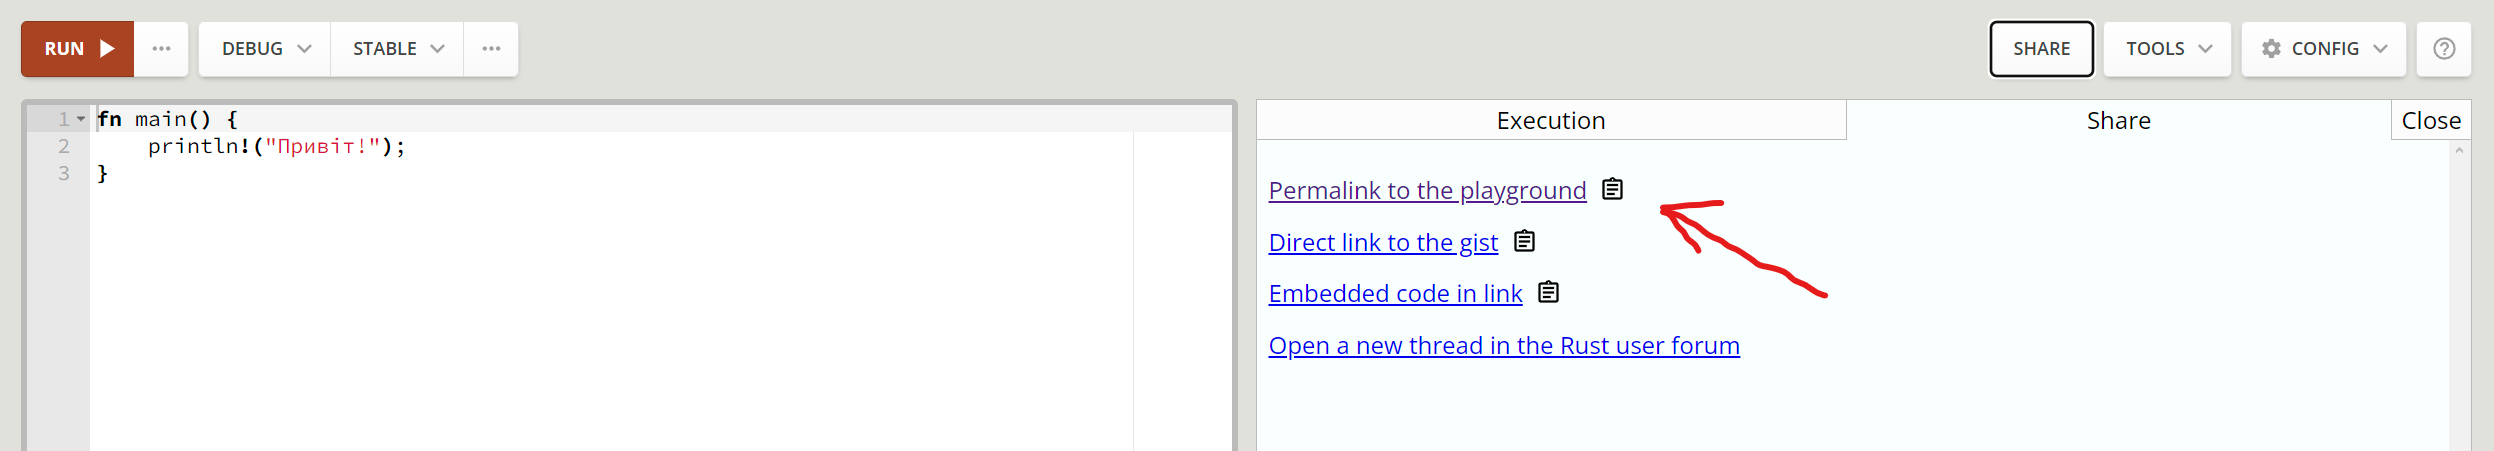 RUN ••• DEBUG STABLE ••• SHARE TOOLS CONFIG ?
1 fn main() {
2     println!("Привіт!");
3 }
Execution Share Close
Permalink to the playground
Direct link to the gist
Embedded code in link
Open a new thread in the Rust user forum